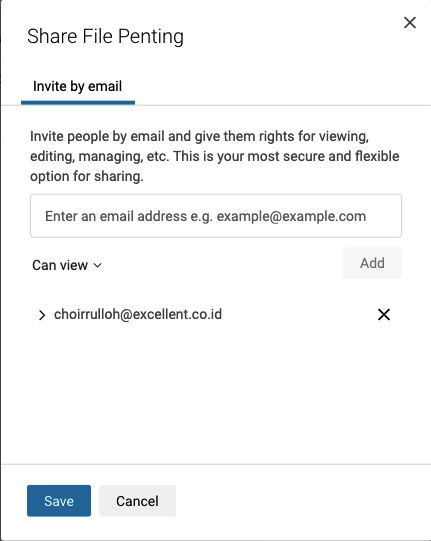 Share File Penting
Invite by email
Invite people by email and give them rights for viewing,
editing, managing, etc. This is your most secure and flexible
option for sharing.
Enter an email address e.g. example@example.com
Can view
Add
choirrulloh@excellent.co.id
Save
Cancel